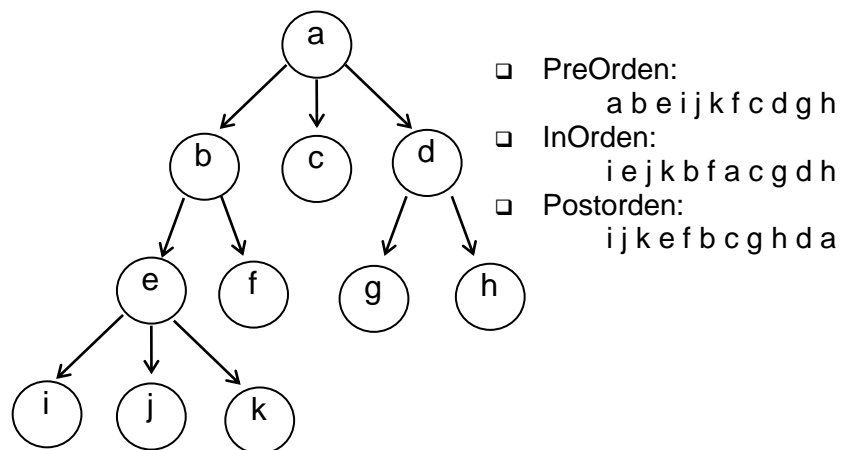 a
b
c
d
e
f
g
h
i
j
k
❑ PreOrden:
a b e i j k f c d g h
❑ InOrden:
i e j k b f a c g d h
❑ Postorden:
i j k e f b c g h d a